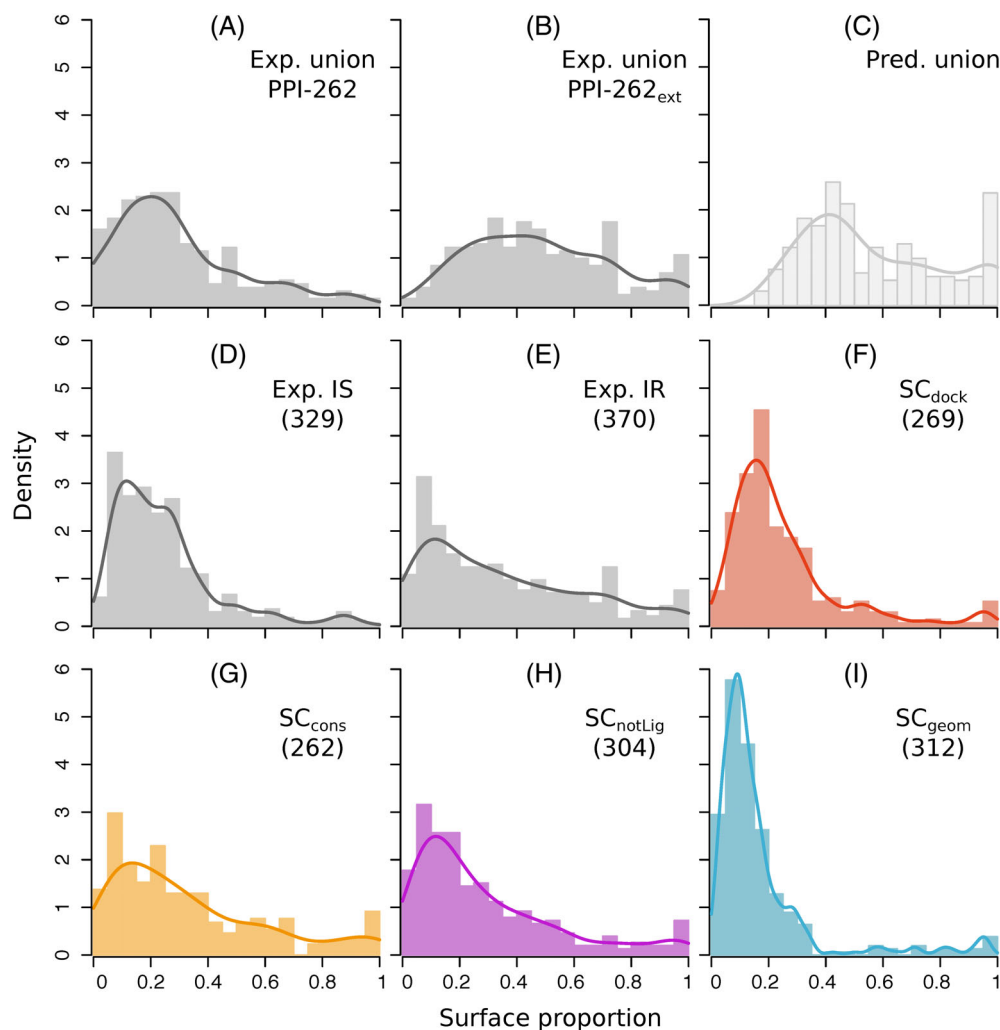 (A)
Exp. union
PPI-262
(B)
Exp. union
PPI-262ext
(C)
Pred. union
0 1 2 3 4 5 6
(D)
Exp. IS
(329)
(E)
Exp. IR
(370)
(F)
SCdock
(269)
0 1 2 3 4 5 6
Density
(G)
SCcons
(262)
(H)
SCnotLig
(304)
(I)
SCgeom
(312)
0 1 2 3 4 5 6
0 0.2 0.4 0.6 0.8 1
0 0.2 0.4 0.6 0.8 1
0 0.2 0.4 0.6 0.8 1
Surface proportion